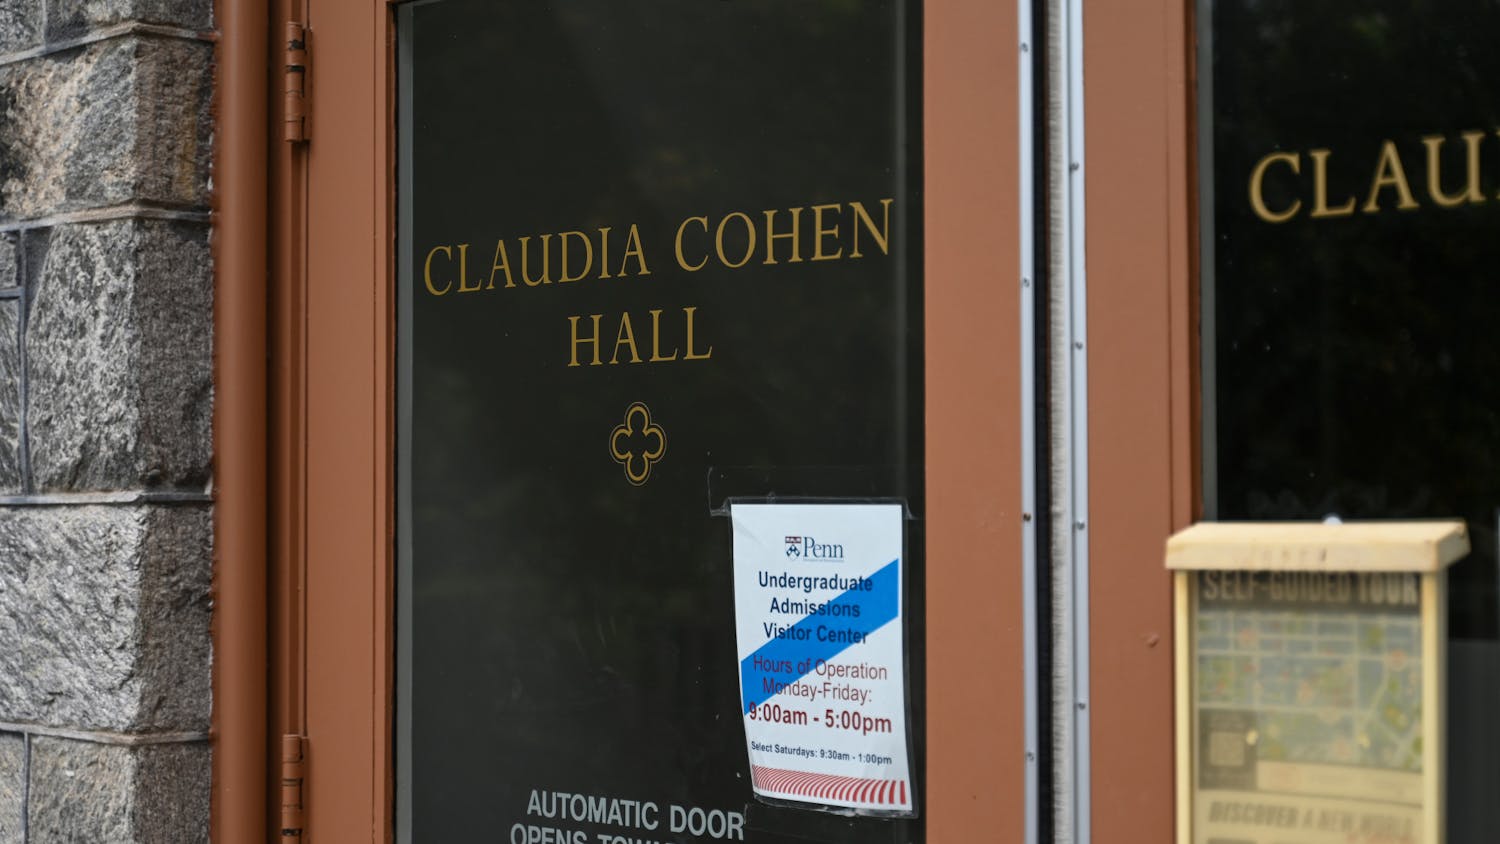 CLAUDIA COHEN
HALL
Penn
Undergraduate
Admissions
Visitor Center
Hours of Operation
Monday-Friday:
9:00am - 5:00pm
Select Saturdays: 9:30am - 1:00pm
AUTOMATIC DOOR
OPENS
CLAU
SELF-GUIDED TOUR
DISCOVER A NEW WORLD